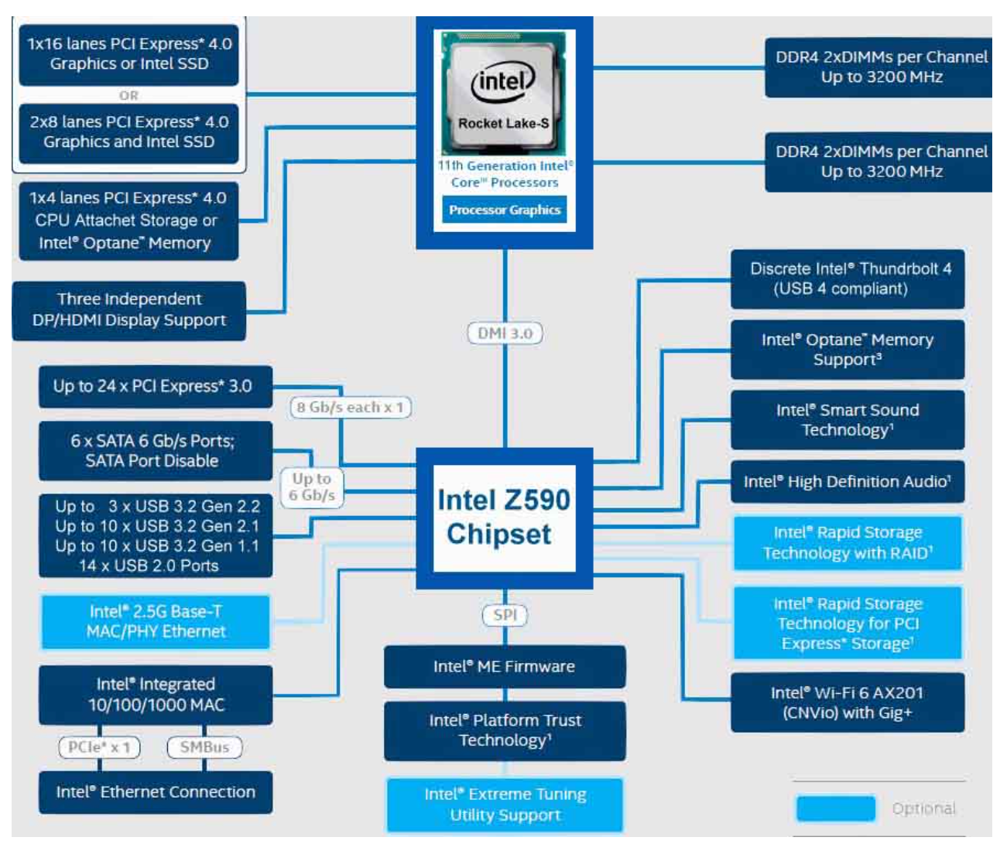 1x16 lanes PCI Express* 4.0
Graphics or Intel SSD
OR
2x8 lanes PCI Express* 4.0
Graphics and Intel SSD
1x4 lanes PCI Express* 4.0
CPU Attachet Storage or
Intel® Optane™ Memory
Three Independent
DP/HDMI Display Support
intel
Rocket Lake-S
11th Generation Intel®
Core™ Processors
Processor Graphics
DDR4 2xDIMMs per Channel
Up to 3200 MHz
DDR4 2xDIMMs per Channel
Up to 3200 MHz
DMI 3.0
Up to 24 x PCI Express* 3.0
8 Gb/s each x 1
6 x SATA 6 Gb/s Ports;
SATA Port Disable
Up to
6 Gb/s
Up to 3 x USB 3.2 Gen 2.2
Up to 10 x USB 3.2 Gen 2.1
Up to 10 x USB 3.2 Gen 1.1
14 x USB 2.0 Ports
Intel® 2.5G Base-T
MAC/PHY Ethernet
Intel® Integrated
10/100/1000 MAC
PCIe* x 1
SMBus
Intel® Ethernet Connection
Intel Z590
Chipset
SPI
Intel® ME Firmware
Intel® Platform Trust
Technology¹
Intel® Extreme Tuning
Utility Support
Discrete Intel® Thundrbolt 4
(USB 4 compliant)
Intel® Optane™ Memory
Support³
Intel® Smart Sound
Technology¹
Intel® High Definition Audio¹
Intel® Rapid Storage
Technology with RAID¹
Intel® Rapid Storage
Technology for PCI
Express* Storage¹
Intel® Wi-Fi 6 AX201
(CNVio) with Gig+
Optional